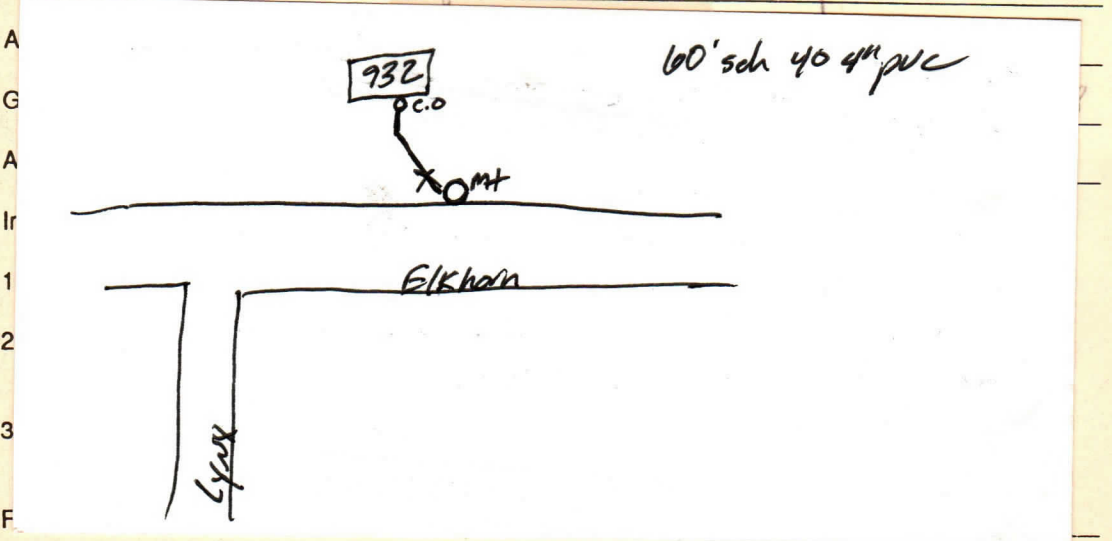 A
60' sch 40 4" pvc
932
G
c.o
A
MH
Ir
1
Elkhorn
2
3
Lynx
F